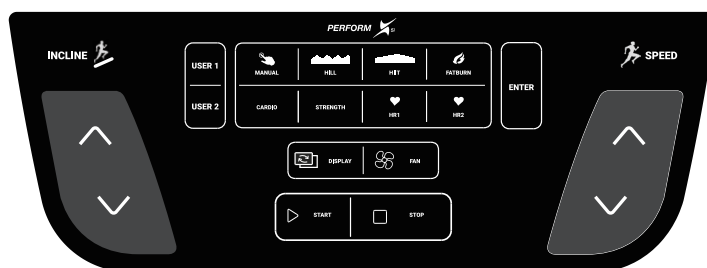 PERFORM X SI
INCLINE
SPEED
USER 1
MANUAL
HILL
HIIT
FATBURN
ENTER
USER 2
CARDIO
STRENGTH
HR1
HR2
DISPLAY
FAN
START
STOP